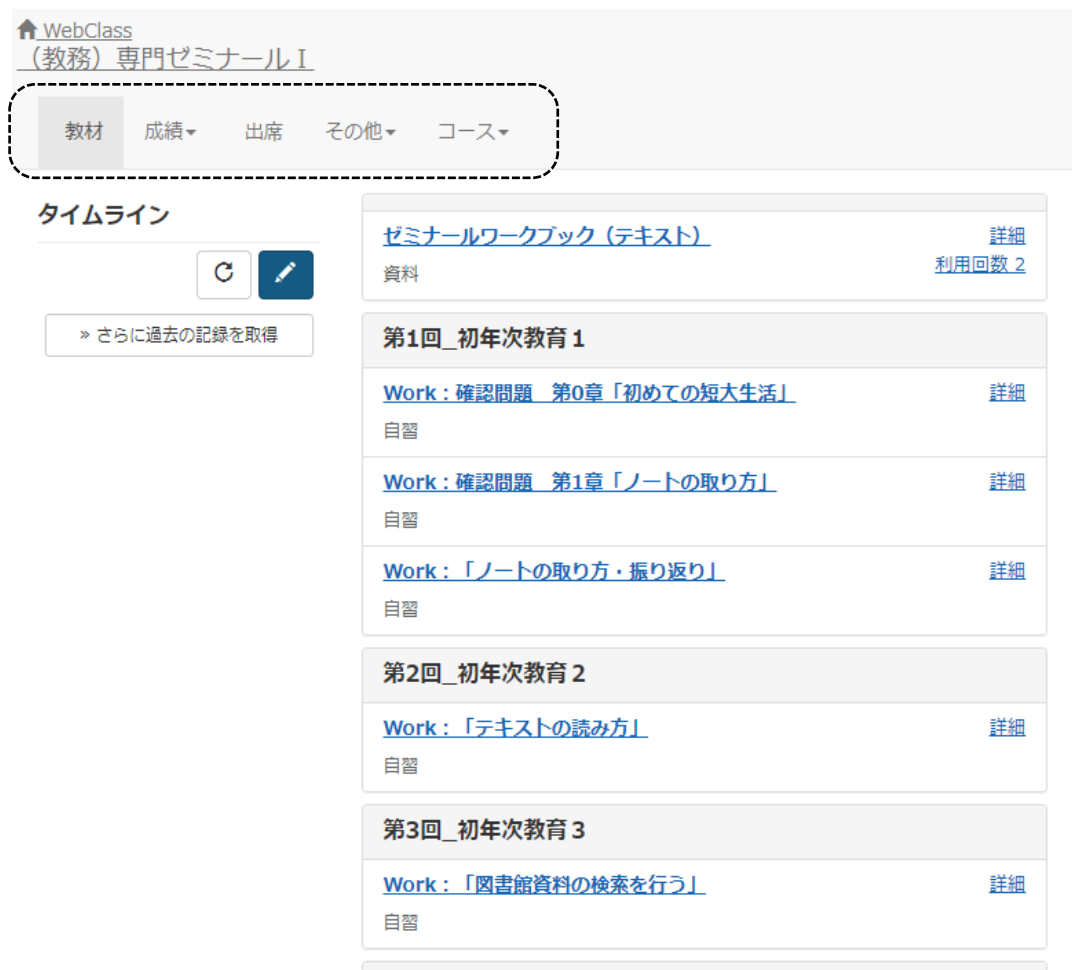 WebClass
（教務）専門ゼミナールⅠ
教材 成績 出席 その他 コース
タイムライン
» さらに過去の記録を取得
ゼミナールワークブック（テキスト） 詳細
資料 利用回数 2
第1回_初年次教育１
Work：確認問題　第0章「初めての短大生活」 詳細
自習
Work：確認問題　第1章「ノートの取り方」 詳細
自習
Work：「ノートの取り方・振り返り」 詳細
自習
第2回_初年次教育２
Work：「テキストの読み方」 詳細
自習
第3回_初年次教育３
Work：「図書館資料の検索を行う」 詳細
自習